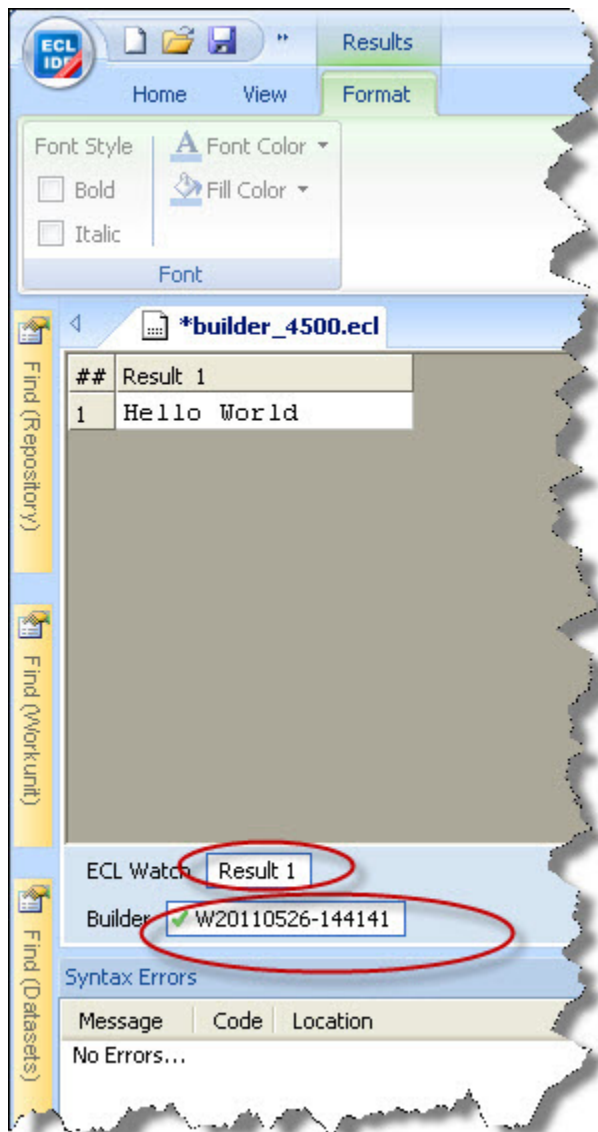 ECL
IDE
Results
Home View Format
Font Style A Font Color
Bold Fill Color
Italic
Font
Find (Repository)
*builder_4500.ecl
## Result 1
1 Hello World
Find (Workunit)
ECL Watch Result 1
Builder W20110526-144141
Find (Datasets)
Syntax Errors
Message Code Location
No Errors...